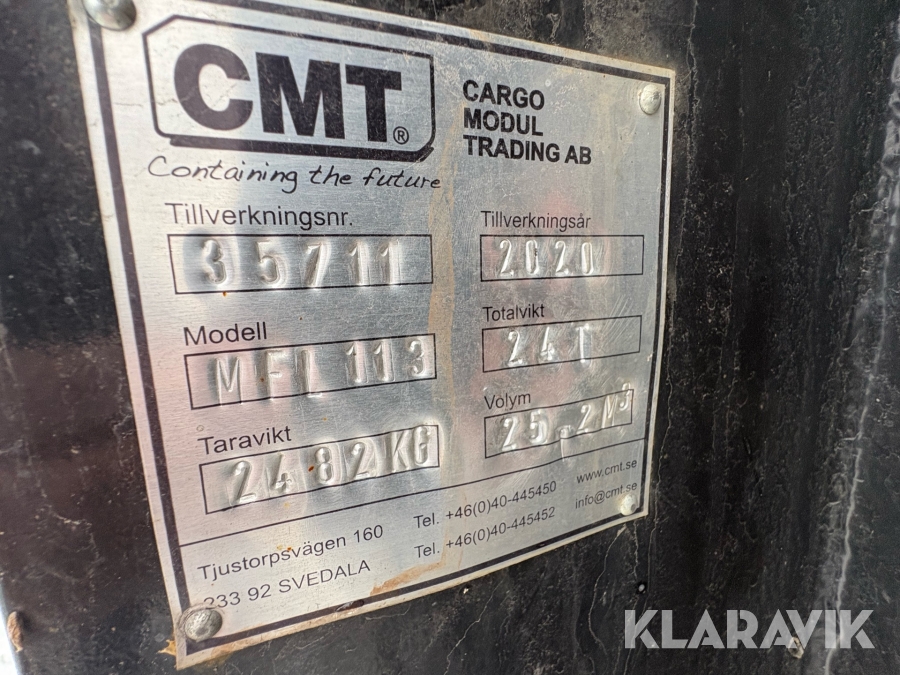 CMT®
Containing the future
CARGO
MODUL
TRADING AB
Tillverkningsnr.
35711
Tillverkningsår
2020
Modell
MFL 113
Totalvikt
24T
Taravikt
2482KG
Volym
25.2M3
Tjustorpsvägen 160
233 92 SVEDALA
Tel. +46(0)40-445450
Tel. +46(0)40-445452
www.cmt.se
info@cmt.se
KLARAVIK